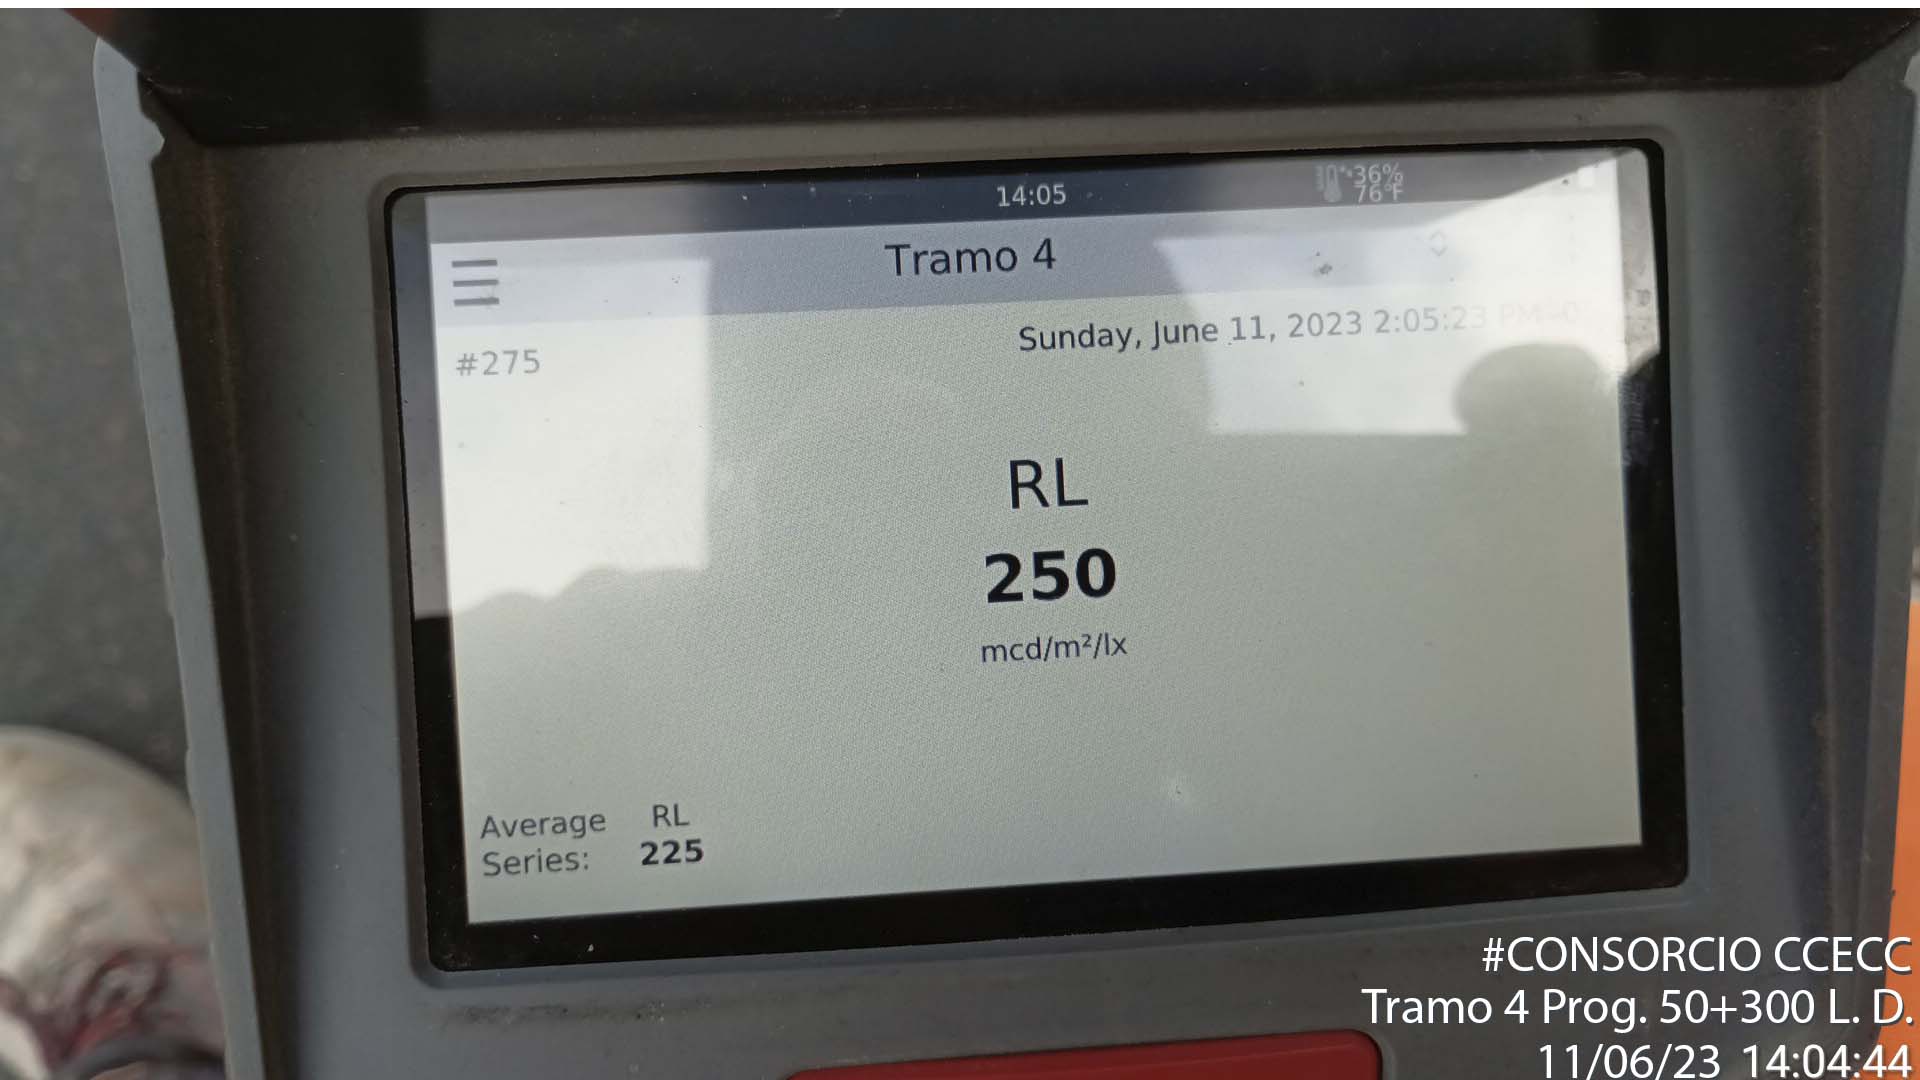 14:05
36%
76°F
Tramo 4
Sunday, June 11, 2023 2:05:23 PM
#275
RL
250
mcd/m²/lx
Average RL
Series: 225
#CONSORCIO CCECC
Tramo 4 Prog. 50+300 L. D.
11/06/23 14:04:44